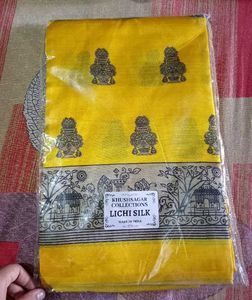 KHUSHSAGAR
COLLECTIONS
LICHI SILK
MADE IN INDIA